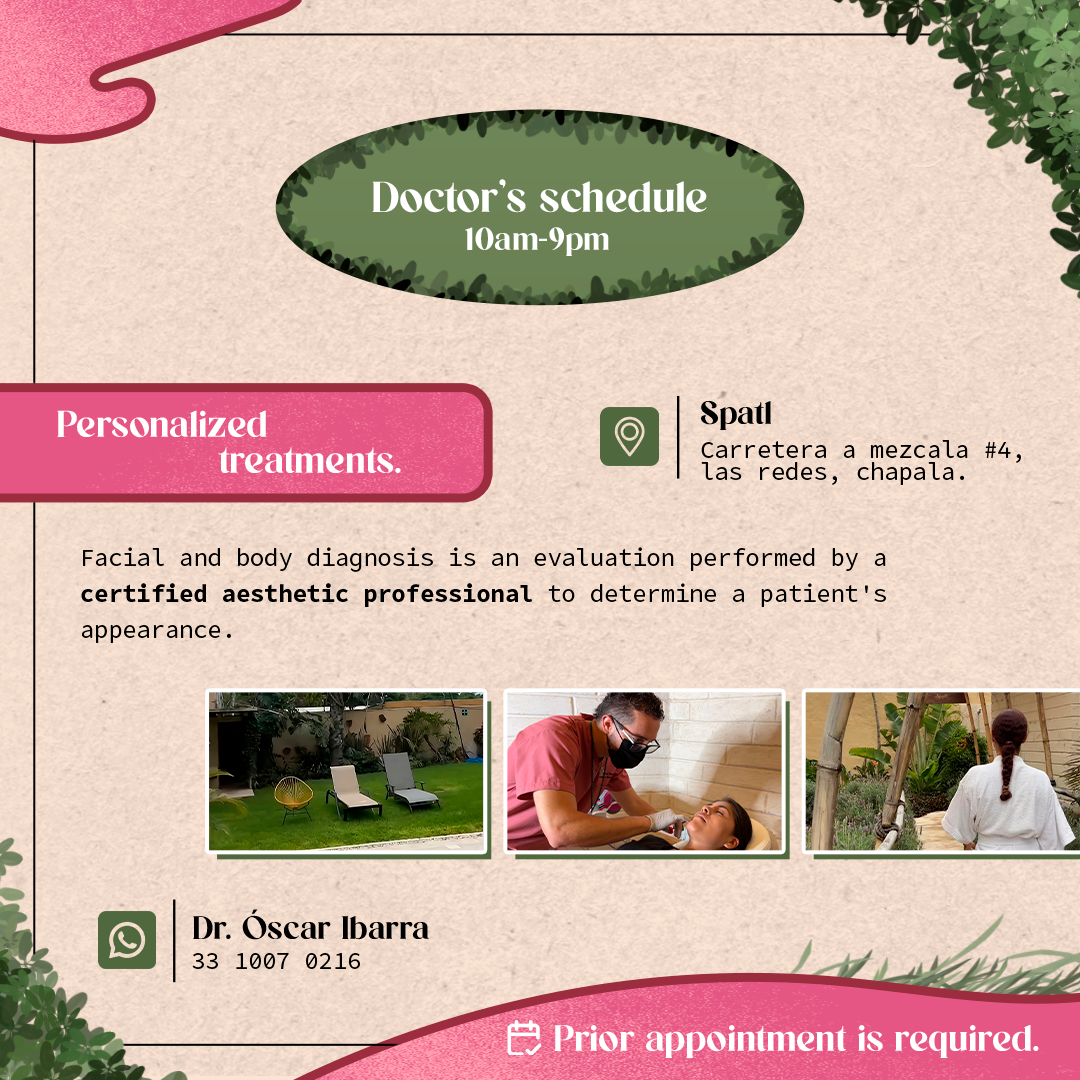 Doctor's schedule
10am-9pm
Personalized
treatments.
Spatl
Carretera a mezcala #4,
las redes, chapala.
Facial and body diagnosis is an evaluation performed by a
certified aesthetic professional to determine a patient's
appearance.
Dr. Óscar Ibarra
33 1007 0216
Prior appointment is required.